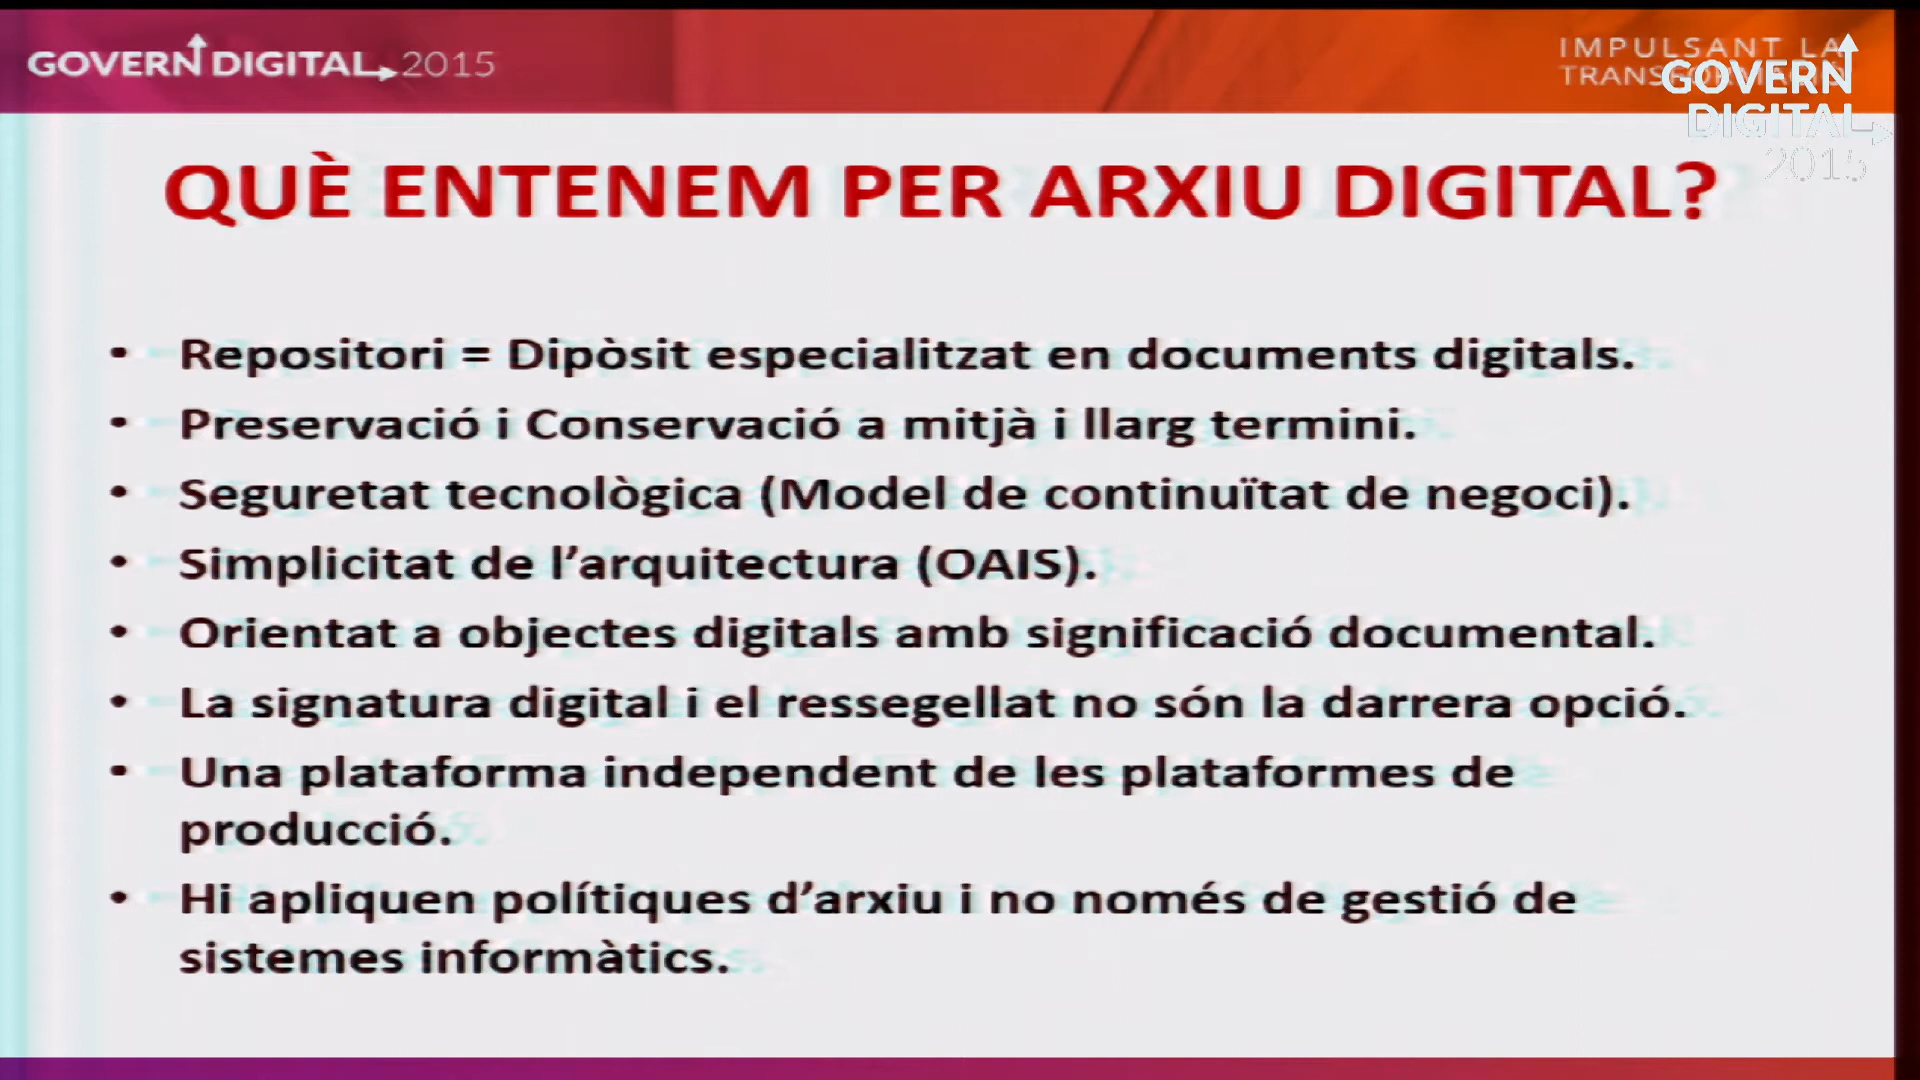 GOVERN DIGITAL 2015
IMPULSANT LA
GOVERN
DIGITAL
2015
QUÈ ENTENEM PER ARXIU DIGITAL?
• Repositori = Dipòsit especialitzat en documents digitals.
• Preservació i Conservació a mitjà i llarg termini.
• Seguretat tecnològica (Model de continuïtat de negoci).
• Simplicitat de l’arquitectura (OAIS).
• Orientat a objectes digitals amb significació documental.
• La signatura digital i el ressegellat no són la darrera opció.
• Una plataforma independent de les plataformes de
producció.
• Hi apliquen polítiques d’arxiu i no només de gestió de
sistemes informàtics.